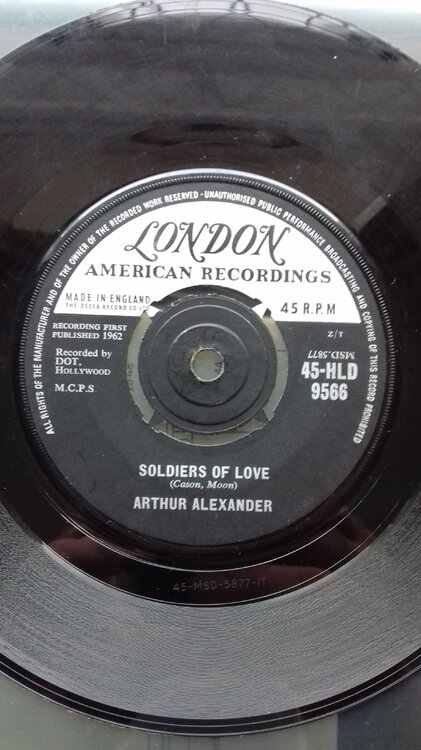 ALL RIGHTS OF THE MANUFACTURER AND OF THE OWNER OF THE RECORDED WORK RESERVED · UNAUTHORISED PUBLIC PERFORMANCE BROADCASTING AND COPYING OF THIS RECORD PROHIBITED
LONDON
AMERICAN RECORDINGS
MADE IN ENGLAND
THE DECCA RECORD CO LTD
45 R.P.M
RECORDING FIRST
PUBLISHED 1962
Z/T
MSD.5877
Recorded by
DOT,
HOLLYWOOD
45-HLD
9566
M.C.P.S.
SOLDIERS OF LOVE
(Cason, Moon)
ARTHUR ALEXANDER
45-MSD-5877-1T